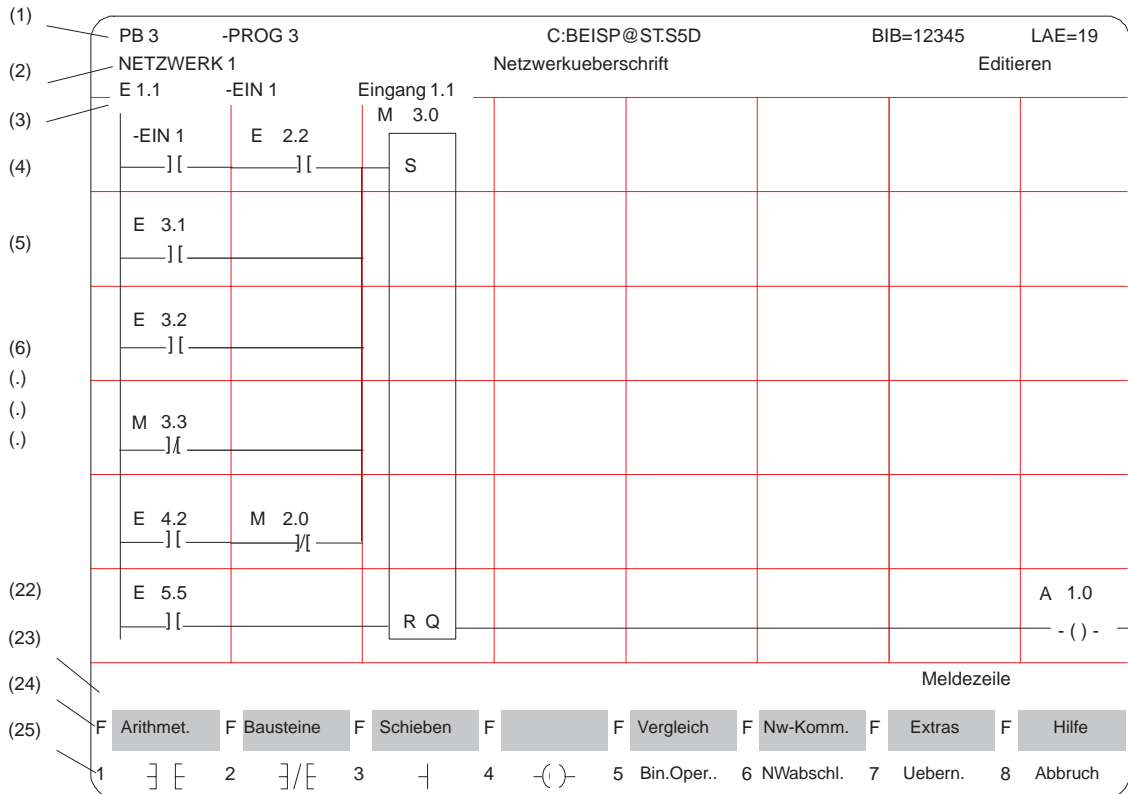 (1)
PB 3 -PROG 3 C:BEISP@ST.S5D BIB=12345 LAE=19
(2) NETZWERK 1 Netzwerkueberschrift Editieren
E 1.1 -EIN 1 Eingang 1.1
(3) M 3.0
-EIN 1 E 2.2
(4) ] [ ] [ S
E 3.1
(5) ] [
E 3.2
(6) ] [
(.)
(.)
M 3.3
(.) ]/[
E 4.2 M 2.0
] [ ]/[
(22) E 5.5 A 1.0
] [ R Q - ( ) -
(23)
(24) Meldezeile
(25) F Arithmet. F Bausteine F Schieben F F Vergleich F Nw-Komm. F Extras F Hilfe
1 ] [ 2 ]/[ 3 4 -( )- 5 Bin.Oper.. 6 NWabschl. 7 Uebern. 8 Abbruch